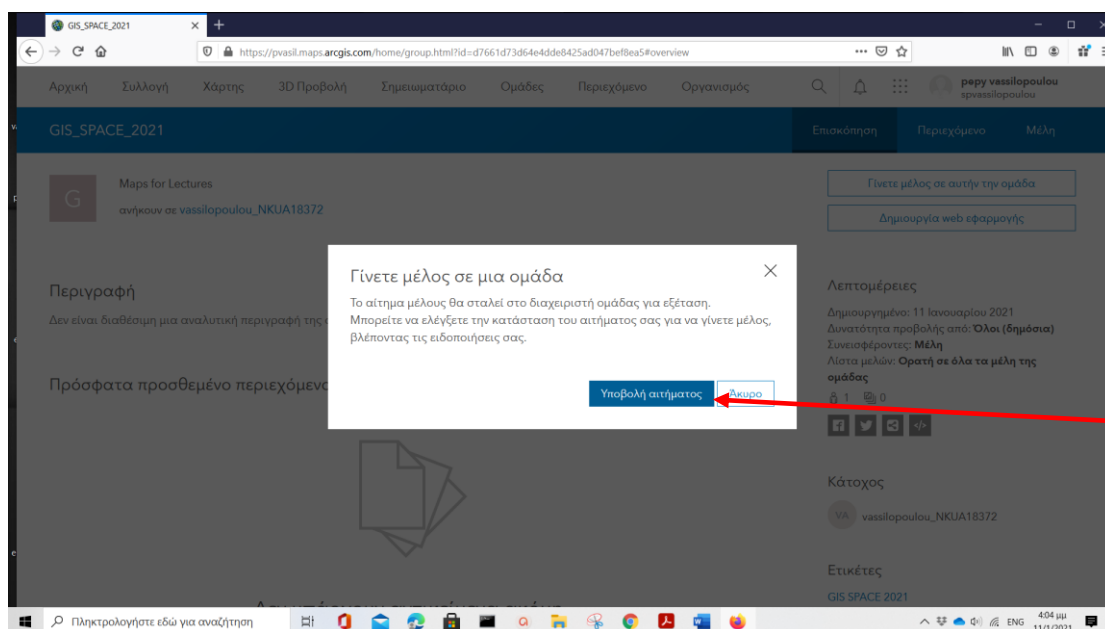 GIS_SPACE_2021
https://pvasil.maps.arcgis.com/home/group.html?id=d7661d73d64e4dde8425ad047bef8ea5#overview
Αρχική Συλλογή Χάρτης 3D Προβολή Σημειωματάριο Ομάδες Περιεχόμενο Οργανισμός
pepy vassilopoulou
spvassilopoulou
GIS_SPACE_2021
Επισκόπηση Περιεχόμενο Μέλη
G
Maps for Lectures
ανήκουν σε vassilopoulou_NKUA18372
Γίνετε μέλος σε αυτήν την ομάδα
Δημιουργία web εφαρμογής
Γίνετε μέλος σε μια ομάδα
Το αίτημα μέλους θα σταλεί στο διαχειριστή ομάδας για εξέταση.
Μπορείτε να ελέγξετε την κατάσταση του αιτήματος σας για να γίνετε μέλος,
βλέποντας τις ειδοποιήσεις σας.
Υποβολή αιτήματος Άκυρο
Περιγραφή
Δεν είναι διαθέσιμη μια αναλυτική περιγραφή της
Πρόσφατα προσθεμένο περιεχόμενο
Λεπτομέρειες
Δημιουργημένο: 11 Ιανουαρίου 2021
Δυνατότητα προβολής από: Όλοι (δημόσια)
Συνεισφέροντες: Μέλη
Λίστα μελών: Ορατή σε όλα τα μέλη της
ομάδας
1 0
Κάτοχος
VA vassilopoulou_NKUA18372
Ετικέτες
GIS SPACE 2021
Πληκτρολογήστε εδώ για αναζήτηση
ENG
4:04 μμ
11/1/2021